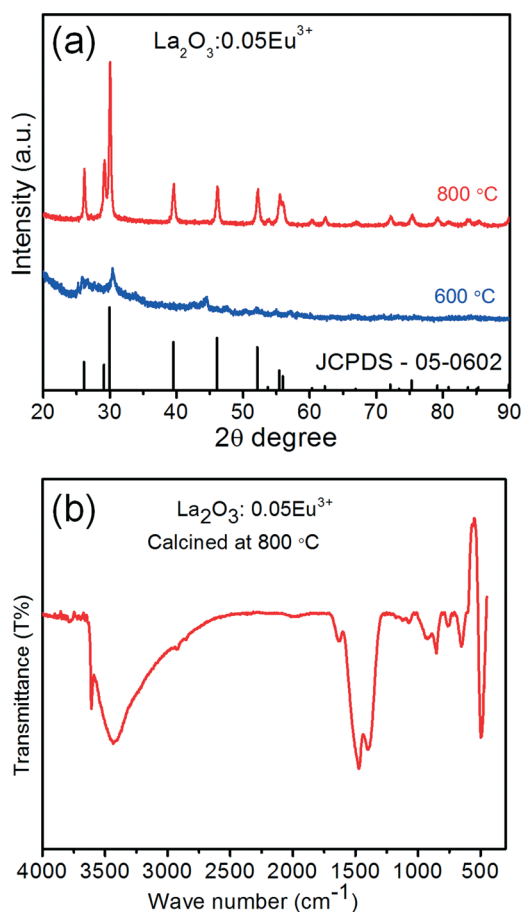 (a)
La₂O₃:0.05Eu³⁺
Intensity (a.u.)
800 °C
600 °C
JCPDS - 05-0602
20 30 40 50 60 70 80 90
2θ degree
(b)
La₂O₃: 0.05Eu³⁺
Calcined at 800 °C
Transmittance (T%)
4000 3500 3000 2500 2000 1500 1000 500
Wave number (cm⁻¹)